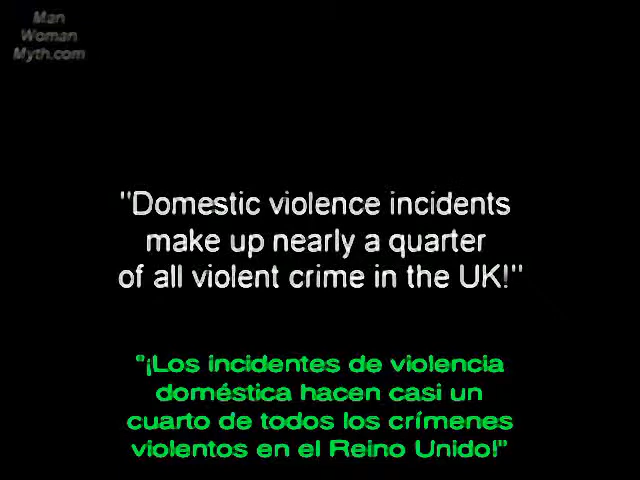 Man
Woman
Myth.com
"Domestic violence incidents
make up nearly a quarter
of all violent crime in the UK!"
"¡Los incidentes de violencia
doméstica hacen casi un
cuarto de todos los crímenes
violentos en el Reino Unido!"